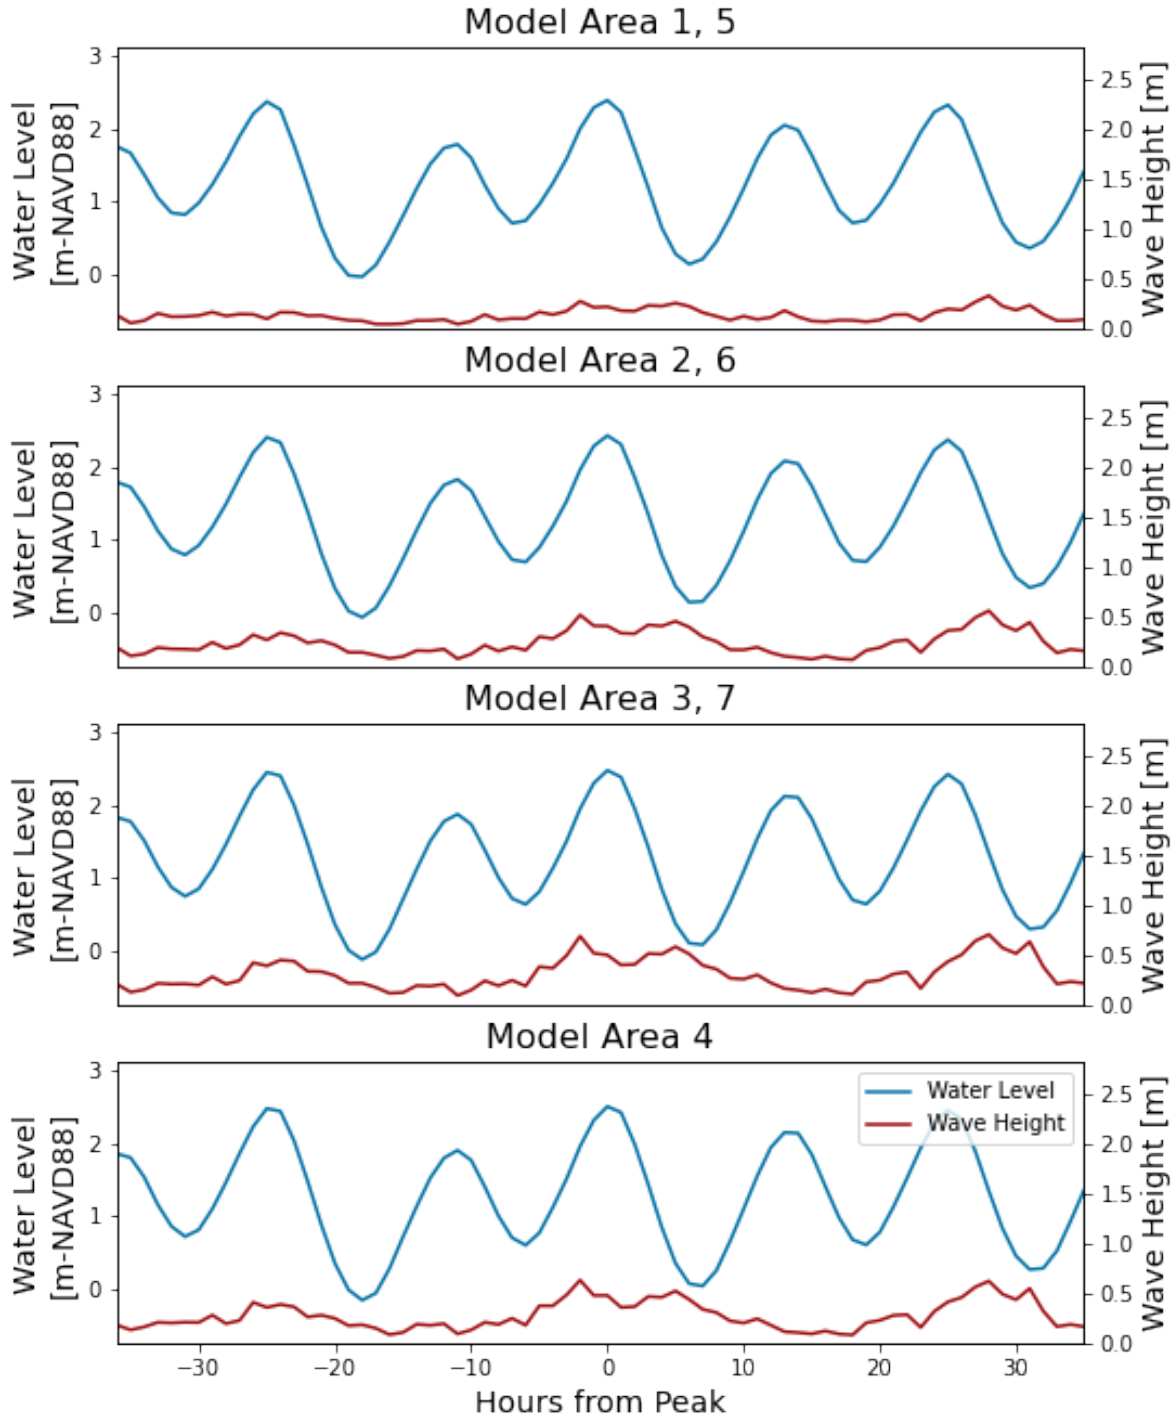 Model Area 1, 5
3
2
1
0
Water Level
[m-NAVD88]
2.5
2.0
1.5
1.0
0.5
0.0
Wave Height [m]
Model Area 2, 6
3
2
1
0
Water Level
[m-NAVD88]
2.5
2.0
1.5
1.0
0.5
0.0
Wave Height [m]
Model Area 3, 7
3
2
1
0
Water Level
[m-NAVD88]
2.5
2.0
1.5
1.0
0.5
0.0
Wave Height [m]
Model Area 4
3
2
1
0
Water Level
[m-NAVD88]
Water Level
Wave Height
2.5
2.0
1.5
1.0
0.5
0.0
Wave Height [m]
−30 −20 −10 0 10 20 30
Hours from Peak